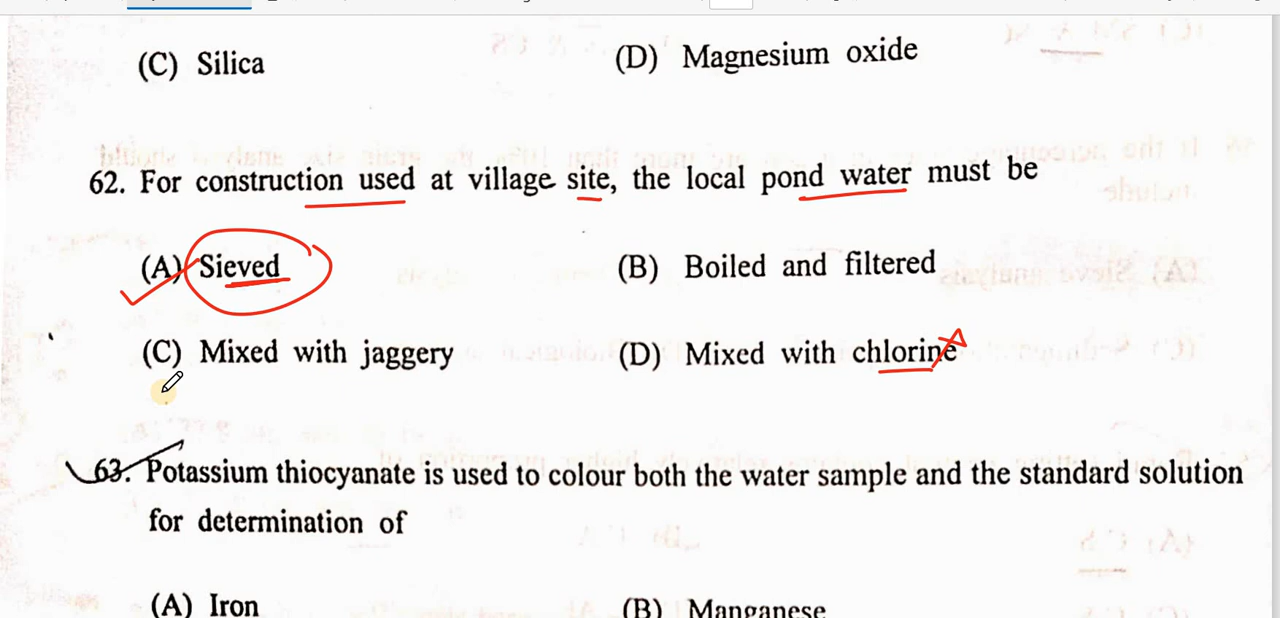 (C) Silica (D) Magnesium oxide
62. For construction used at village site, the local pond water must be
(A) Sieved (B) Boiled and filtered
(C) Mixed with jaggery (D) Mixed with chlorine
63. Potassium thiocyanate is used to colour both the water sample and the standard solution
for determination of
(A) Iron (B) Manganese